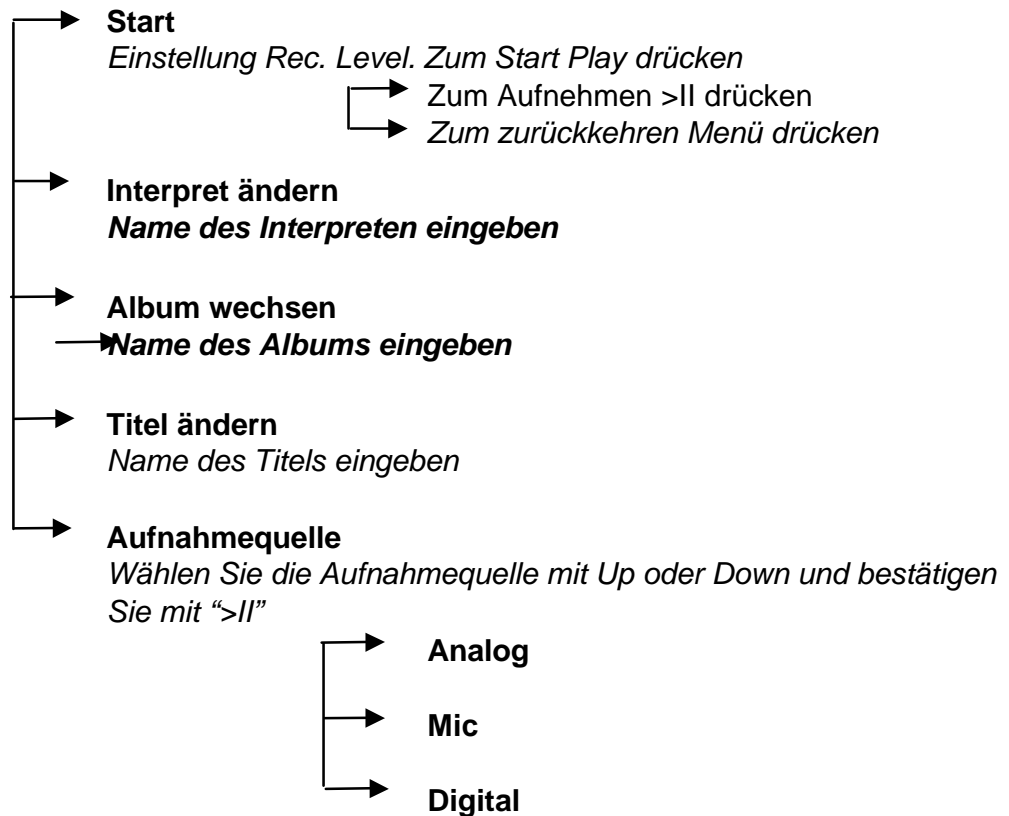 Start
Einstellung Rec. Level. Zum Start Play drücken
Zum Aufnehmen >II drücken
Zum zurückkehren Menü drücken
Interpret ändern
Name des Interpreten eingeben
Album wechsen
Name des Albums eingeben
Titel ändern
Name des Titels eingeben
Aufnahmequelle
Wählen Sie die Aufnahmequelle mit Up oder Down und bestätigen
Sie mit “>II”
Analog
Mic
Digital